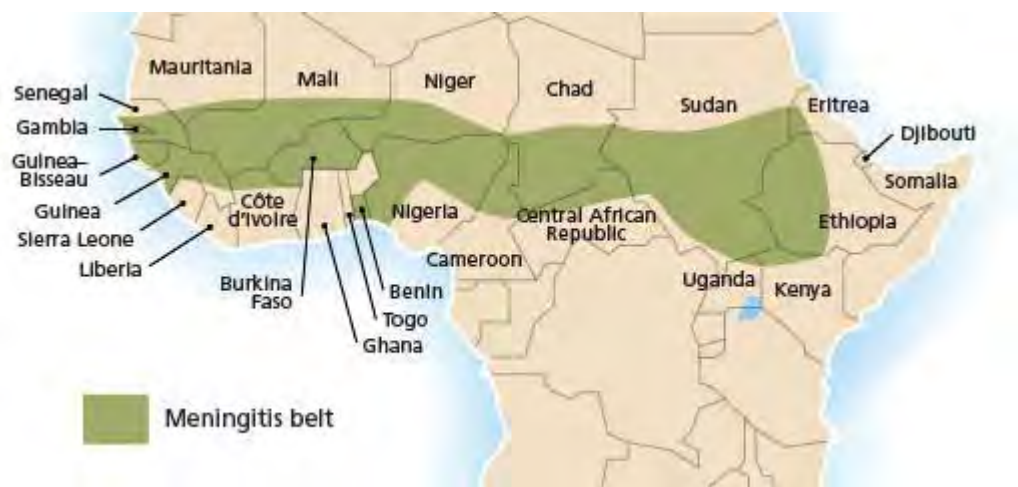 Mauritania
Mali
Niger
Chad
Sudan
Eritrea
Djibouti
Somalia
Ethiopia
Senegal
Gambia
Guinea–
Bissau
Guinea
Sierra Leone
Liberia
Côte
d'Ivoire
Nigeria
Central African
Republic
Cameroon
Uganda
Kenya
Burkina
Faso
Benin
Togo
Ghana
Meningitis belt